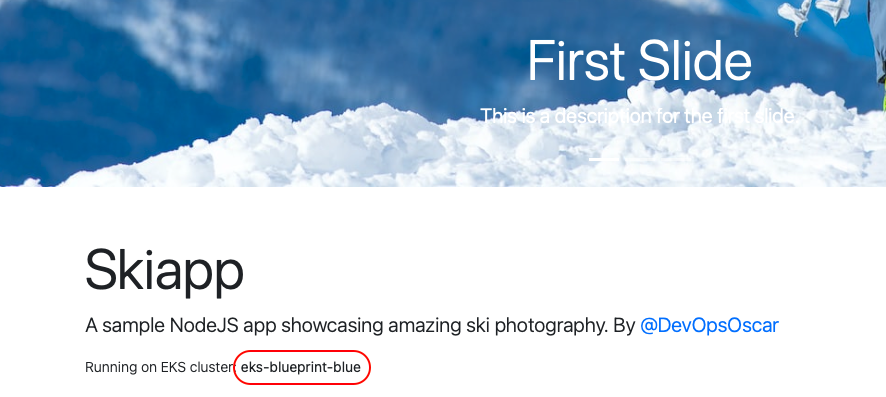 First Slide
This is a description for the first slide.
Skiapp
A sample NodeJS app showcasing amazing ski photography. By @DevOpsOscar
Running on EKS cluster: eks-blueprint-blue